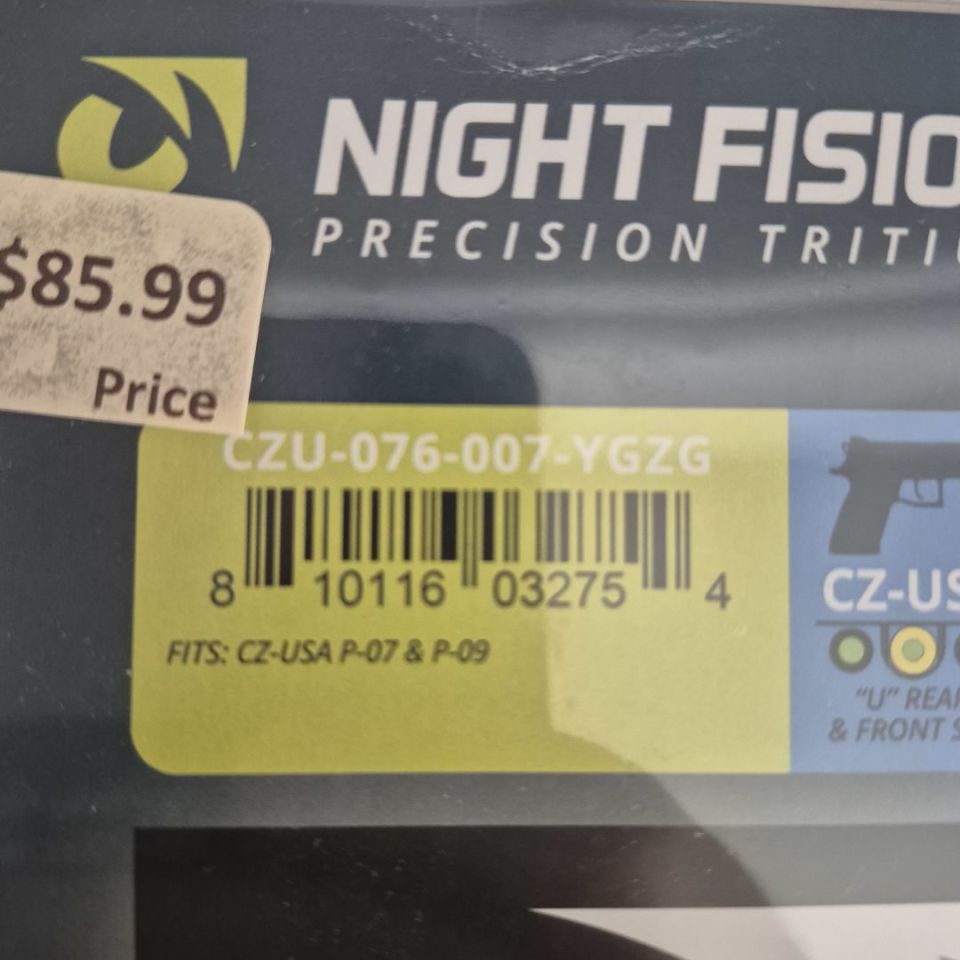 NIGHT FISIO
PRECISION TRITIU
$85.99
Price
CZU-076-007-YGZG
8 10116 03275 4
FITS: CZ-USA P-07 & P-09
CZ-US
"U" REAR
& FRONT S